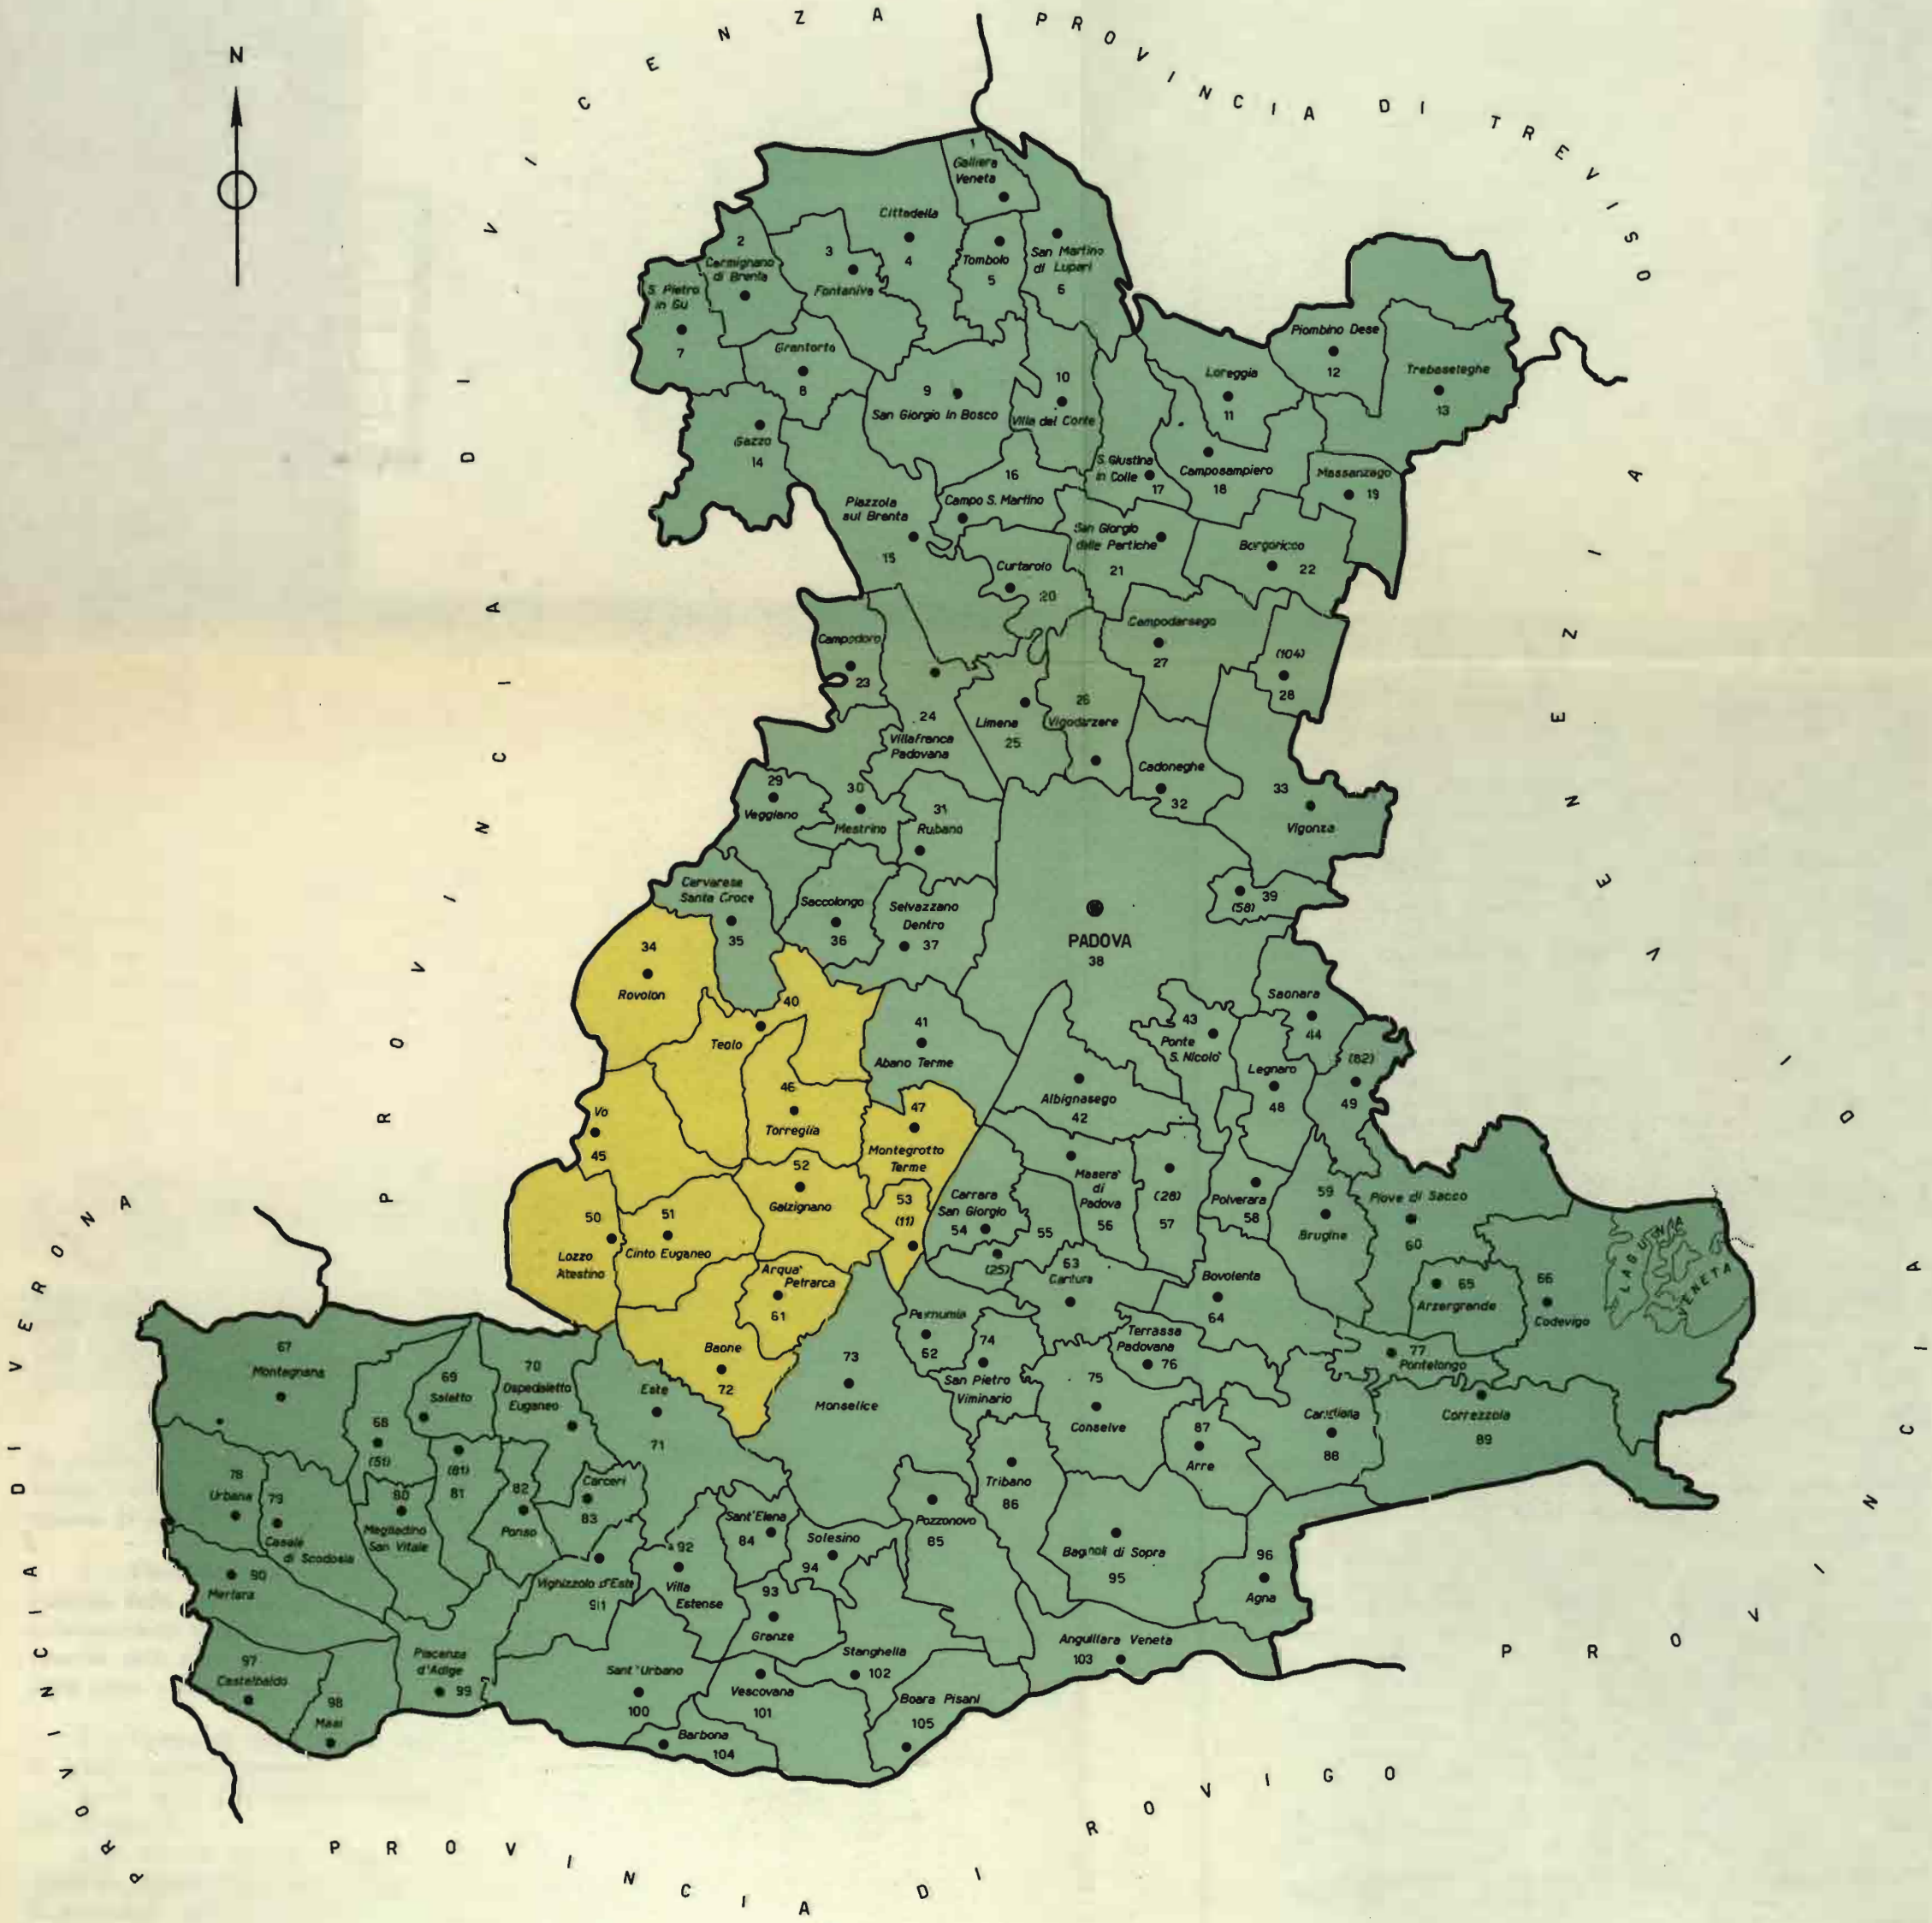 N
PROVINCIA DI VICENZA
PROVINCIA DI TREVISO
1
Galliera
Veneta
Cittadella
4
2
Carmignano
di Brenta
3
Fontaniva
Tombolo
5
San Martino
di Lupari
6
S. Pietro
in Gu
7
Grantorto
8
9
San Giorgio in Bosco
10
Villa del Conte
Loreggia
11
Piombino Dese
12
Trebaseleghe
13
Gazzo
14
Piazzola
sul Brenta
15
16
Campo S. Martino
S. Giustina
in Colle
17
Camposampiero
18
Massanzago
19
Curtarolo
20
San Giorgio
delle Pertiche
21
Borgoricco
22
Campodoro
23
24
Villafranca
Padovana
Limena
25
26
Vigodarzere
Campodarsego
27
(104)
28
29
Veggiano
30
Mestrino
31
Rubano
Cadoneghe
32
33
Vigonza
34
Rovolon
Cervarese
Santa Croce
35
Saccolongo
36
Selvazzano
Dentro
37
PADOVA
38
39
(58)
40
Teolo
41
Abano Terme
Albignasego
42
43
Ponte
S. Nicolo'
Saonara
44
Vo
45
46
Torreglia
47
Montegrotto
Terme
Legnaro
48
(82)
49
50
Lozzo
Atestino
51
Cinto Euganeo
52
Galzignano
53
(11)
Carrara
San Giorgio
54
55
(25)
Masera'
di
Padova
56
(28)
57
Polverara
58
59
Brugine
Piove di Sacco
60
Arqua'
Petrarca
61
Pernumia
62
63
Cartura
Bovolenta
64
65
Arzergrande
66
Codevigo
LAGUNA
VENETA
67
Montagnana
68
(51)
69
Saletto
70
Ospedaletto
Euganeo
Este
71
Baone
72
73
Monselice
74
San Pietro
Viminario
75
Conselve
Terrassa
Padovana
76
77
Pontelongo
78
Urbana
79
Casale
di Scodosia
80
Megliadino
San Vitale
(81)
81
82
Ponso
Carceri
83
Sant'Elena
84
Pozzonovo
85
Tribano
86
87
Arre
88
Correzzola
89
90
Merlara
Vighizzolo d'Este
91
92
Villa
Estense
93
Granze
Solesino
94
Bagnoli di Sopra
95
96
Agna
97
Castelbaldo
98
Masi
Piacenza
d'Adige
99
Sant'Urbano
100
Vescovana
101
Stanghella
102
Anguillara Veneta
103
Barbona
104
Boara Pisani
105
PROVINCIA DI VERONA
PROVINCIA DI ROVIGO
PROVINCIA DI VENEZIA